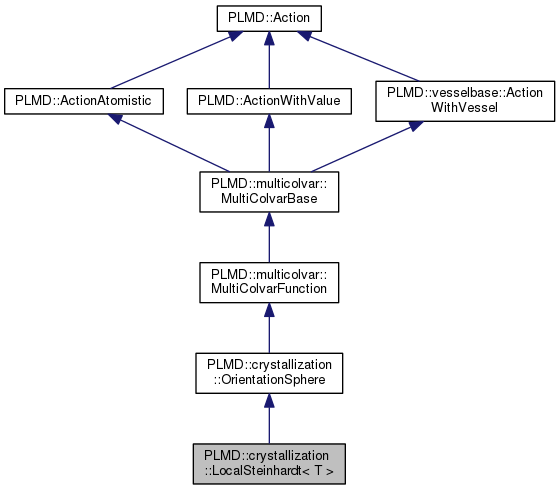 PLMD::Action
PLMD::ActionAtomistic
PLMD::ActionWithValue
PLMD::vesselbase::Action
WithVessel
PLMD::multicolvar::
MultiColvarBase
PLMD::multicolvar::
MultiColvarFunction
PLMD::crystallization
::OrientationSphere
PLMD::crystallization
::LocalSteinhardt< T >